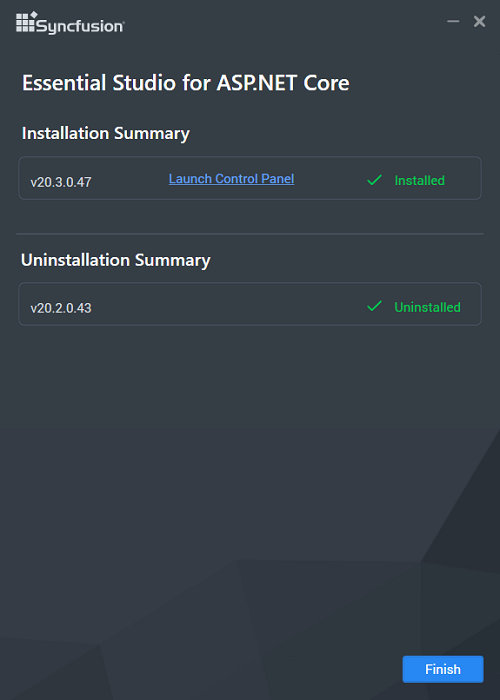 Syncfusion
Essential Studio for ASP.NET Core
Installation Summary
v20.3.0.47 Launch Control Panel Installed
Uninstallation Summary
v20.2.0.43 Uninstalled
Finish